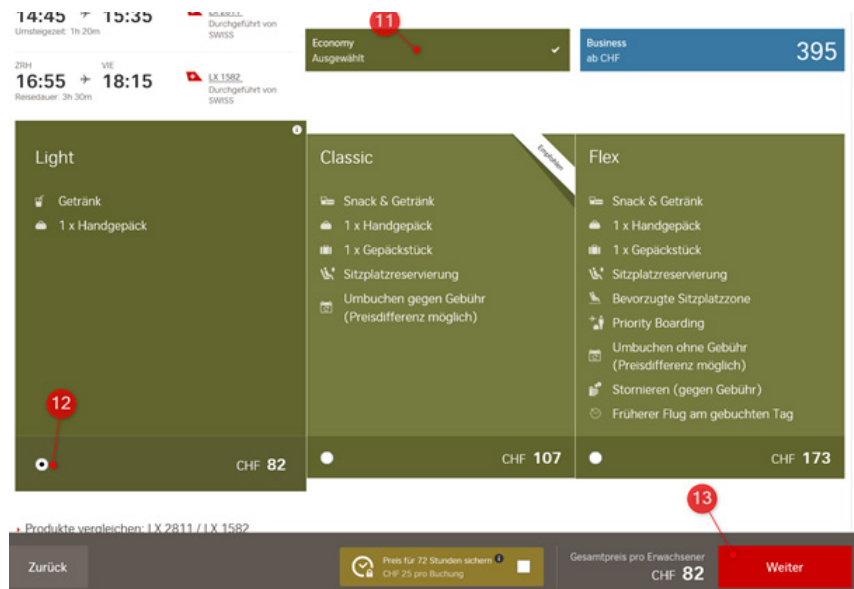 14:45 15:35
Umsteigezeit: 1h 20m
LX 2811
Durchgeführt von
SWISS
ZRH VIE
16:55 18:15
Reisedauer: 3h 30m
LX 1582
Durchgeführt von
SWISS
11
Economy
Ausgewählt
Business
ab CHF
395
Light
Getränk
1 x Handgepäck
12
CHF 82
Classic
Empfohlen
Snack & Getränk
1 x Handgepäck
1 x Gepäckstück
Sitzplatzreservierung
Umbuchen gegen Gebühr
(Preisdifferenz möglich)
CHF 107
Flex
Snack & Getränk
1 x Handgepäck
1 x Gepäckstück
Sitzplatzreservierung
Bevorzugte Sitzplatzzone
Priority Boarding
Umbuchen ohne Gebühr
(Preisdifferenz möglich)
Stornieren (gegen Gebühr)
Früherer Flug am gebuchten Tag
CHF 173
13
Produkte vergleichen: LX 2811 / LX 1582
Zurück
Preis für 72 Stunden sichern
CHF 25 pro Buchung
Gesamtpreis pro Erwachsener
CHF 82
Weiter